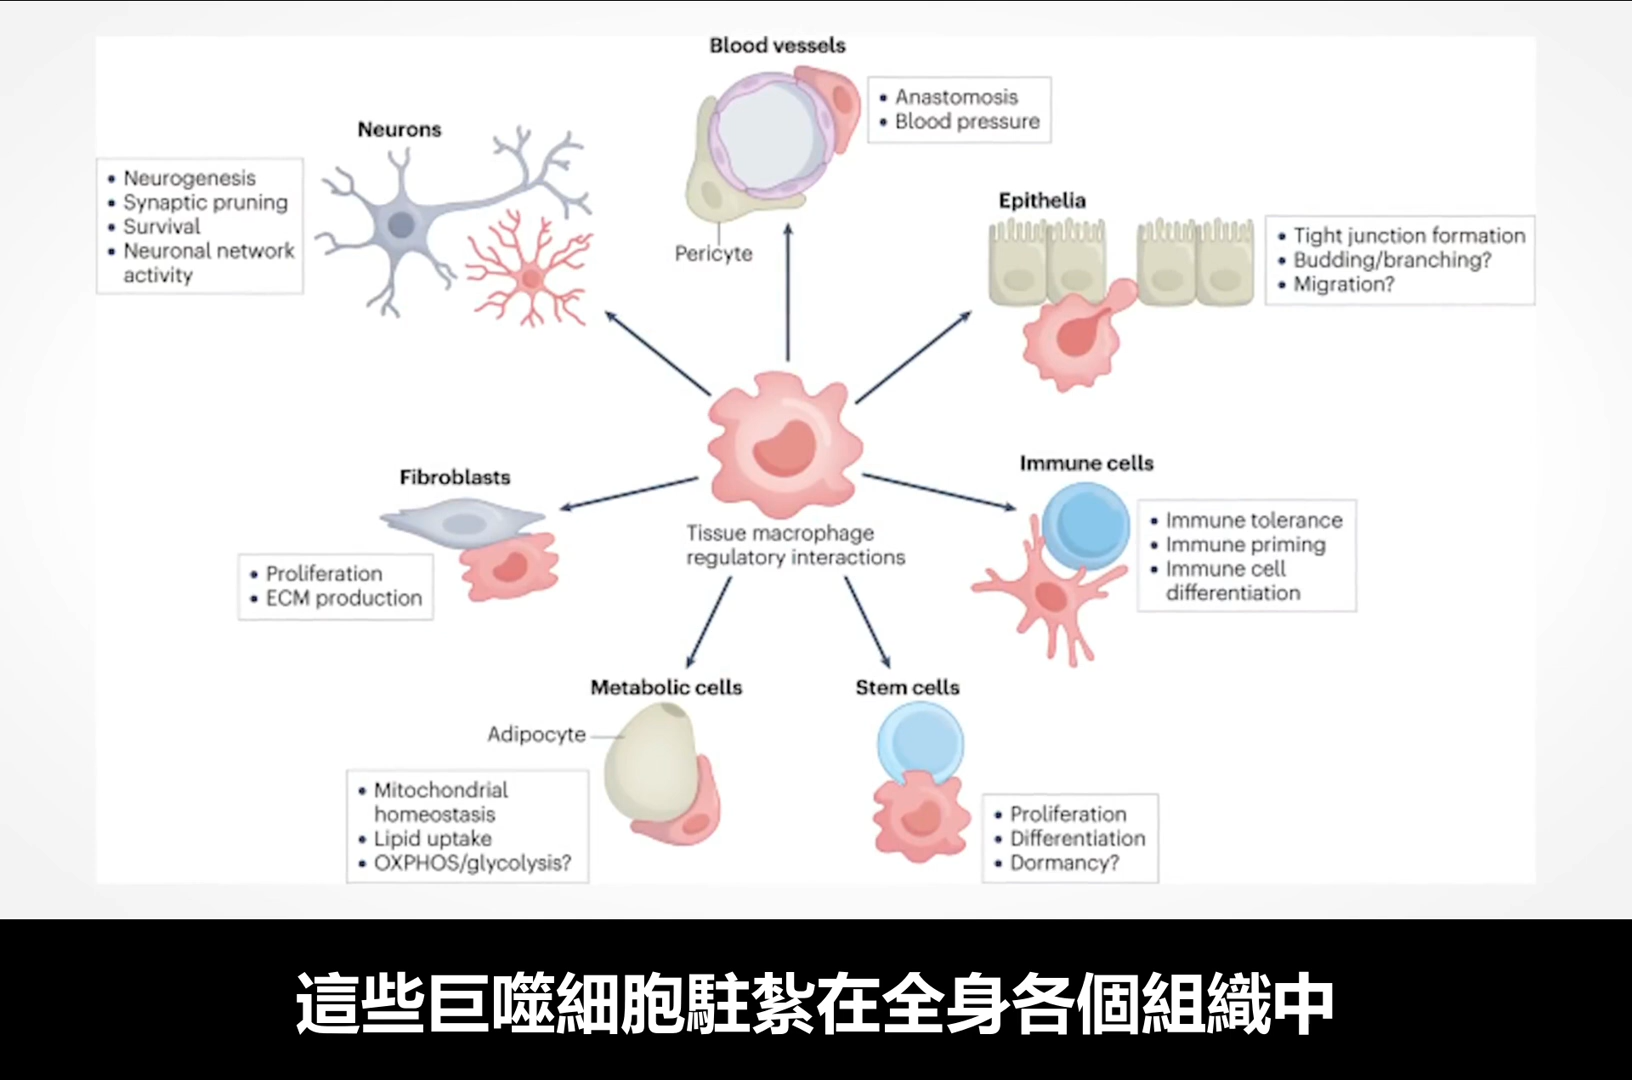 Blood vessels
• Anastomosis
• Blood pressure
Pericyte
Neurons
• Neurogenesis
• Synaptic pruning
• Survival
• Neuronal network
activity
Epithelia
• Tight junction formation
• Budding/branching?
• Migration?
Tissue macrophage
regulatory interactions
Fibroblasts
• Proliferation
• ECM production
Immune cells
• Immune tolerance
• Immune priming
• Immune cell
differentiation
Metabolic cells
Adipocyte
• Mitochondrial
homeostasis
• Lipid uptake
• OXPHOS/glycolysis?
Stem cells
• Proliferation
• Differentiation
• Dormancy?
這些巨噬細胞駐紮在全身各個組織中